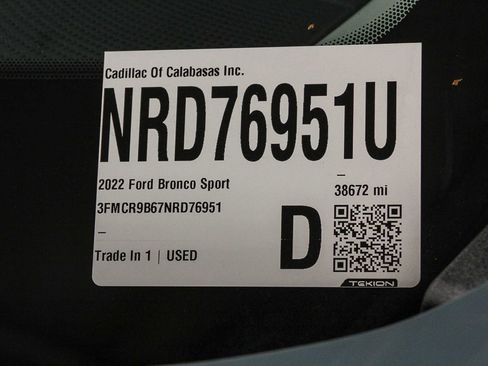 Cadillac Of Calabasas Inc.
NRD76951U
2022 Ford Bronco Sport
38672 mi
3FMCR9B67NRD76951
Trade In 1 | USED
D
TEKION